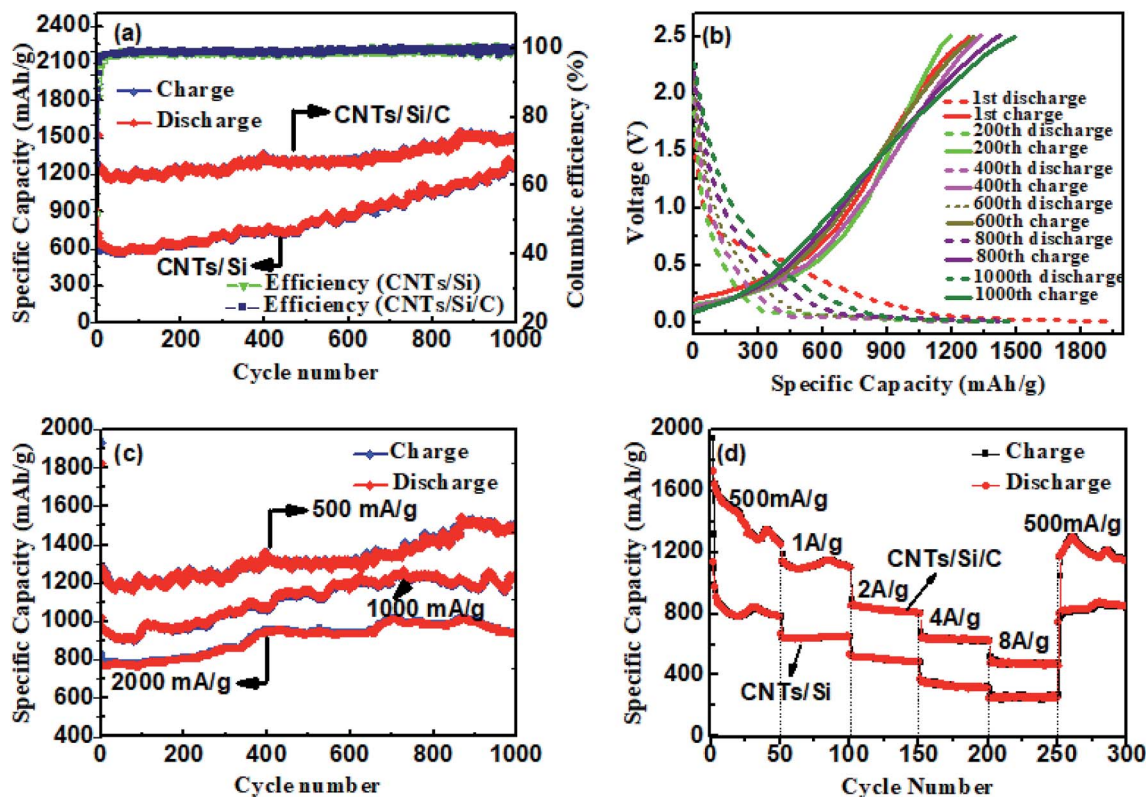 (a)
Specific Capacity (mAh/g)
2400
2100
1800
1500
1200
900
600
300
0
Charge
Discharge
CNTs/Si/C
CNTs/Si
Efficiency (CNTs/Si)
Efficiency (CNTs/Si/C)
100
80
60
40
20
Columbic efficiency (%)
0 200 400 600 800 1000
Cycle number
(b)
Voltage (V)
2.5
2.0
1.5
1.0
0.5
0.0
1st discharge
1st charge
200th discharge
200th charge
400th discharge
400th charge
600th discharge
600th charge
800th discharge
800th charge
1000th discharge
1000th charge
0 300 600 900 1200 1500 1800
Specific Capacity (mAh/g)
(c)
Specific Capacity (mAh/g)
2000
1800
1600
1400
1200
1000
800
600
400
Charge
Discharge
500 mA/g
1000 mA/g
2000 mA/g
0 200 400 600 800 1000
Cycle number
(d)
Specific Capacity (mAh/g)
2000
1600
1200
800
400
0
Charge
Discharge
500mA/g
1A/g
2A/g
CNTs/Si/C
4A/g
8A/g
500mA/g
CNTs/Si
0 50 100 150 200 250 300
Cycle Number